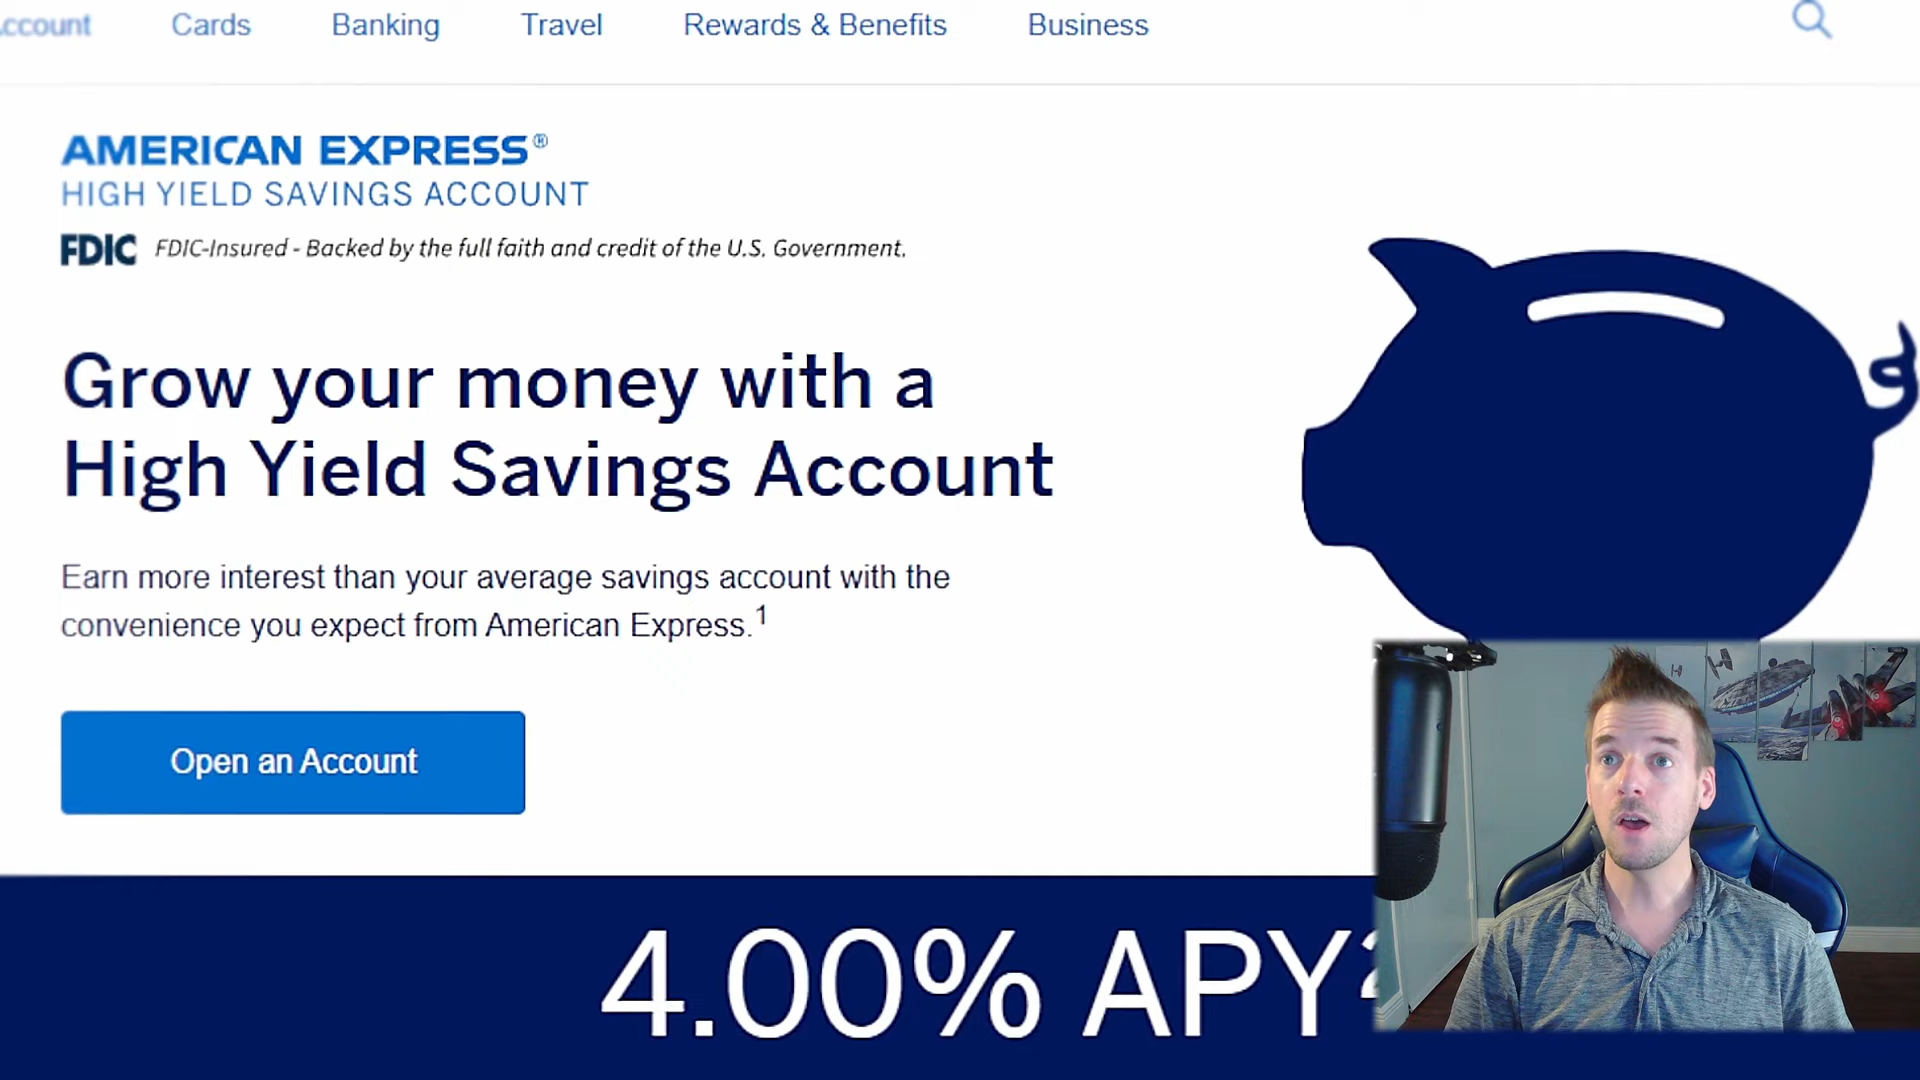 Account
Cards
Banking
Travel
Rewards & Benefits
Business
AMERICAN EXPRESS®
HIGH YIELD SAVINGS ACCOUNT
FDIC FDIC-Insured - Backed by the full faith and credit of the U.S. Government.
Grow your money with a
High Yield Savings Account
Earn more interest than your average savings account with the
convenience you expect from American Express.1
Open an Account
4.00% APY2